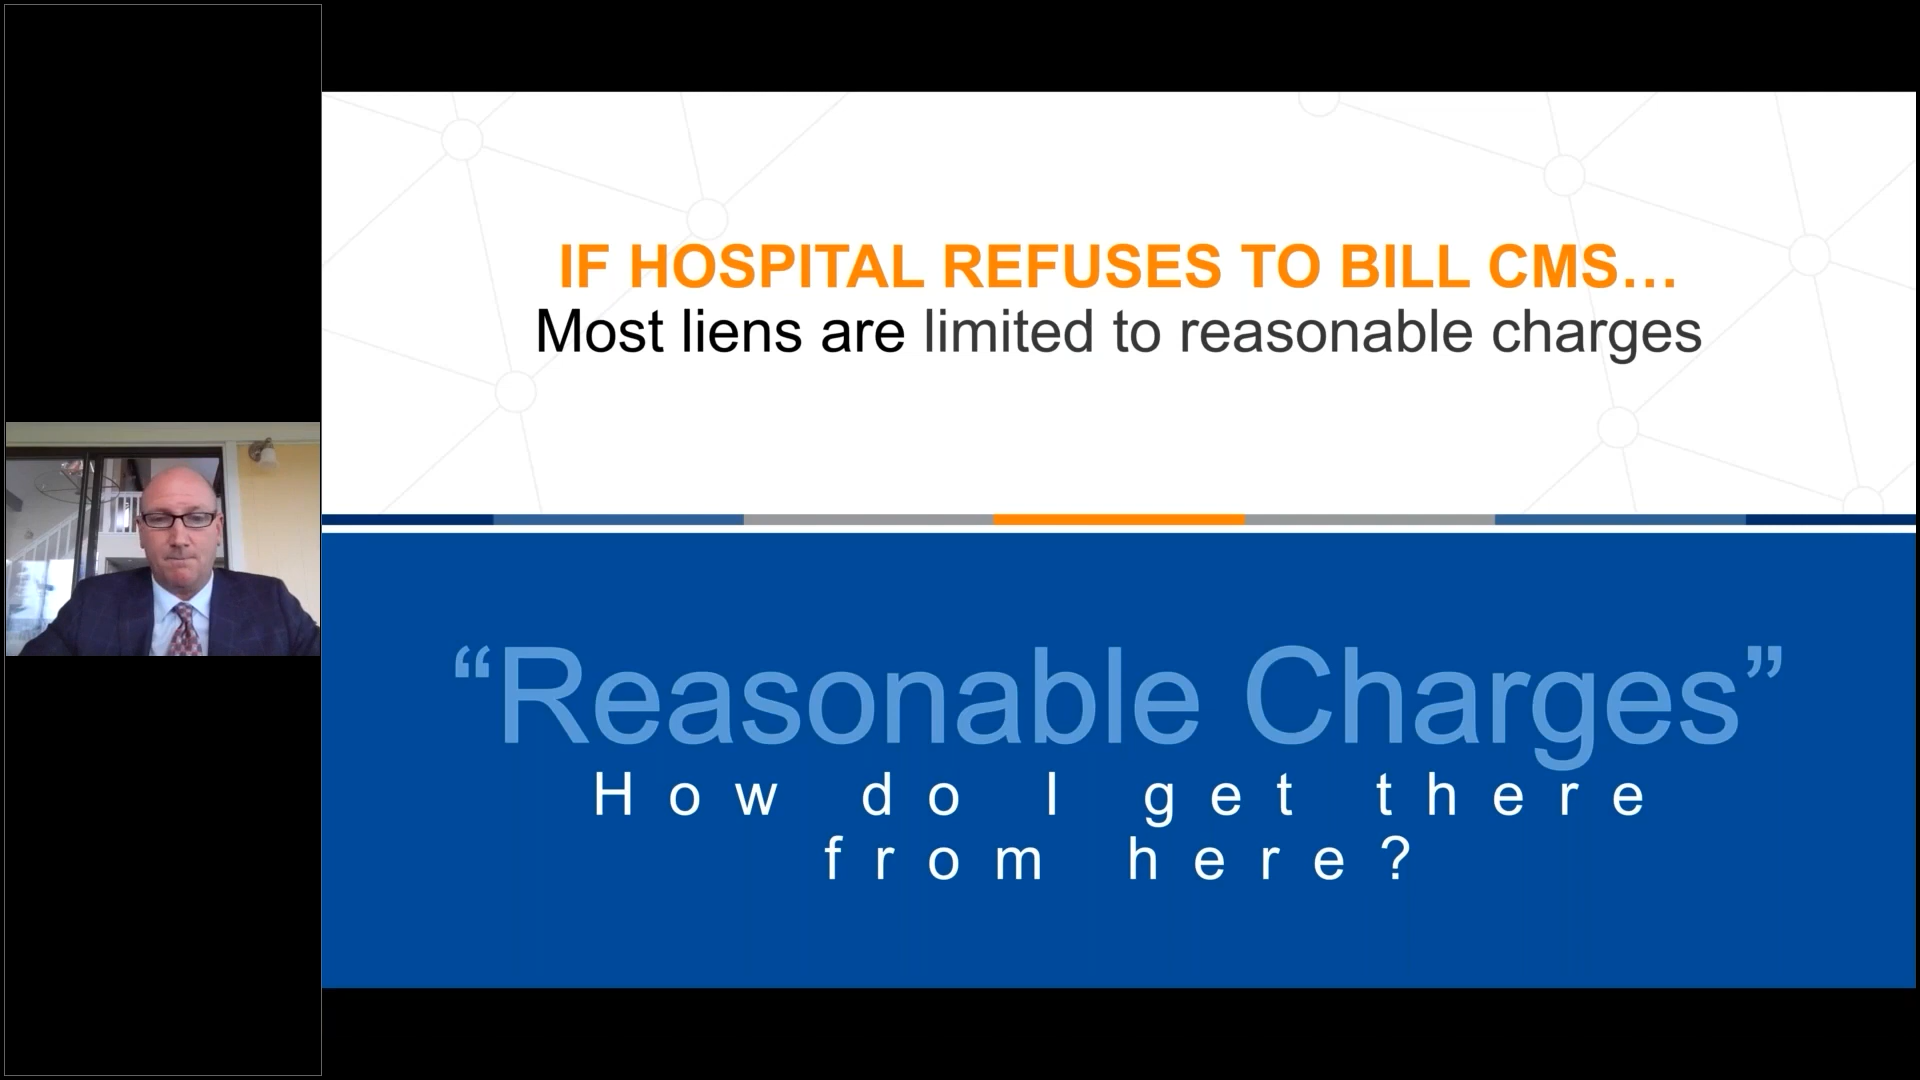 IF HOSPITAL REFUSES TO BILL CMS…
Most liens are limited to reasonable charges
“Reasonable Charges”
How do I get there
from here?